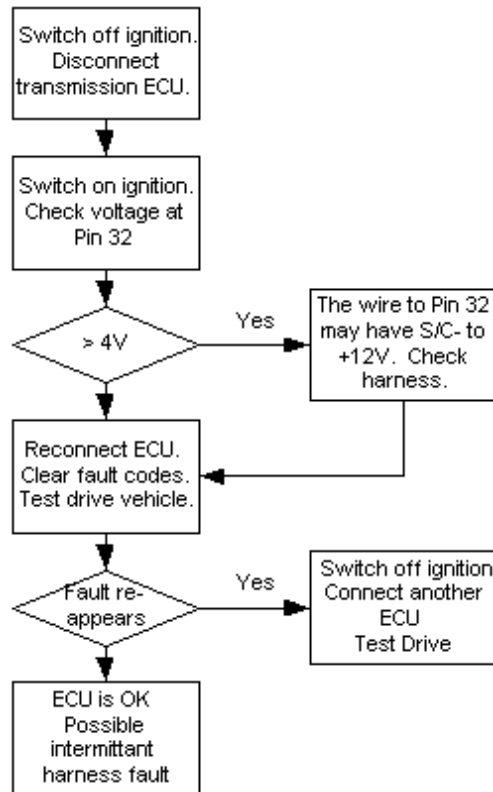 Switch off ignition.
Disconnect
transmission ECU.
Switch on ignition.
Check voltage at
Pin 32
> 4V
Yes
The wire to Pin 32
may have S/C- to
+12V. Check
harness.
Reconnect ECU.
Clear fault codes.
Test drive vehicle.
Fault re-
appears
Yes
Switch off ignition
Connect another
ECU
Test Drive
ECU is OK
Possible
intermittant
harness fault